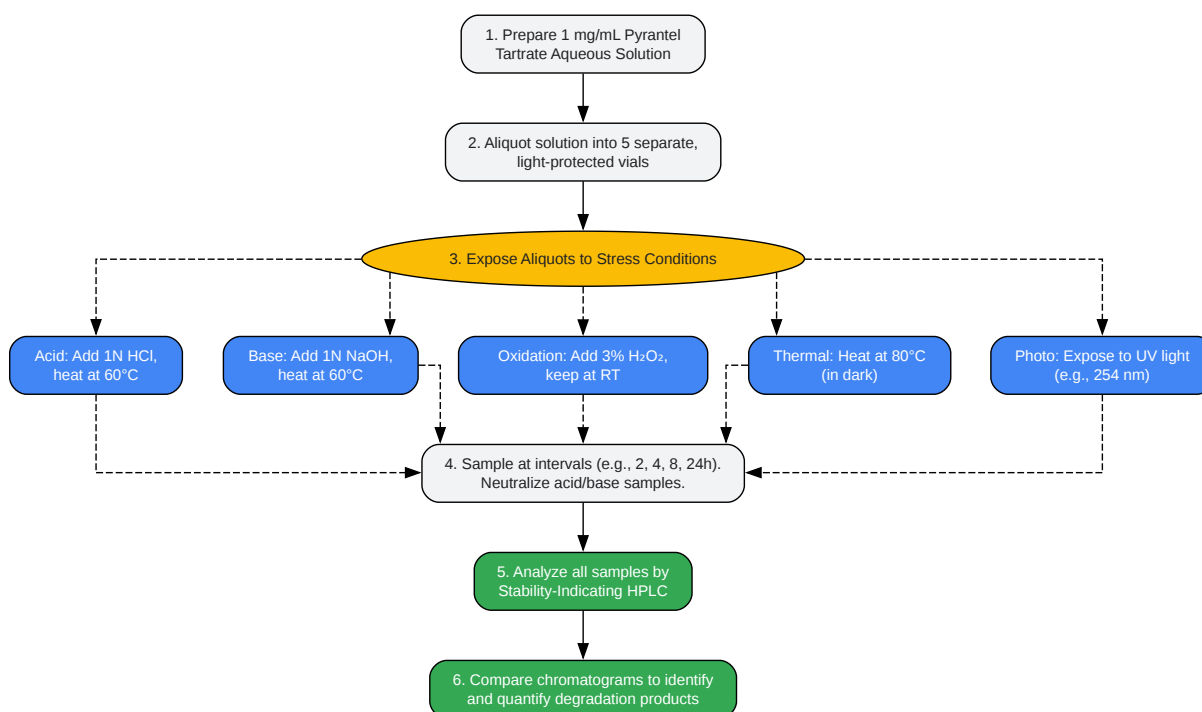 1. Prepare 1 mg/mL Pyrantel
Tartrate Aqueous Solution
2. Aliquot solution into 5 separate,
light-protected vials
3. Expose Aliquots to Stress Conditions
Acid: Add 1N HCl,
heat at 60°C
Base: Add 1N NaOH,
heat at 60°C
Oxidation: Add 3% H₂O₂,
keep at RT
Thermal: Heat at 80°C
(in dark)
Photo: Expose to UV light
(e.g., 254 nm)
4. Sample at intervals (e.g., 2, 4, 8, 24h).
Neutralize acid/base samples.
5. Analyze all samples by
Stability-Indicating HPLC
6. Compare chromatograms to identify
and quantify degradation products